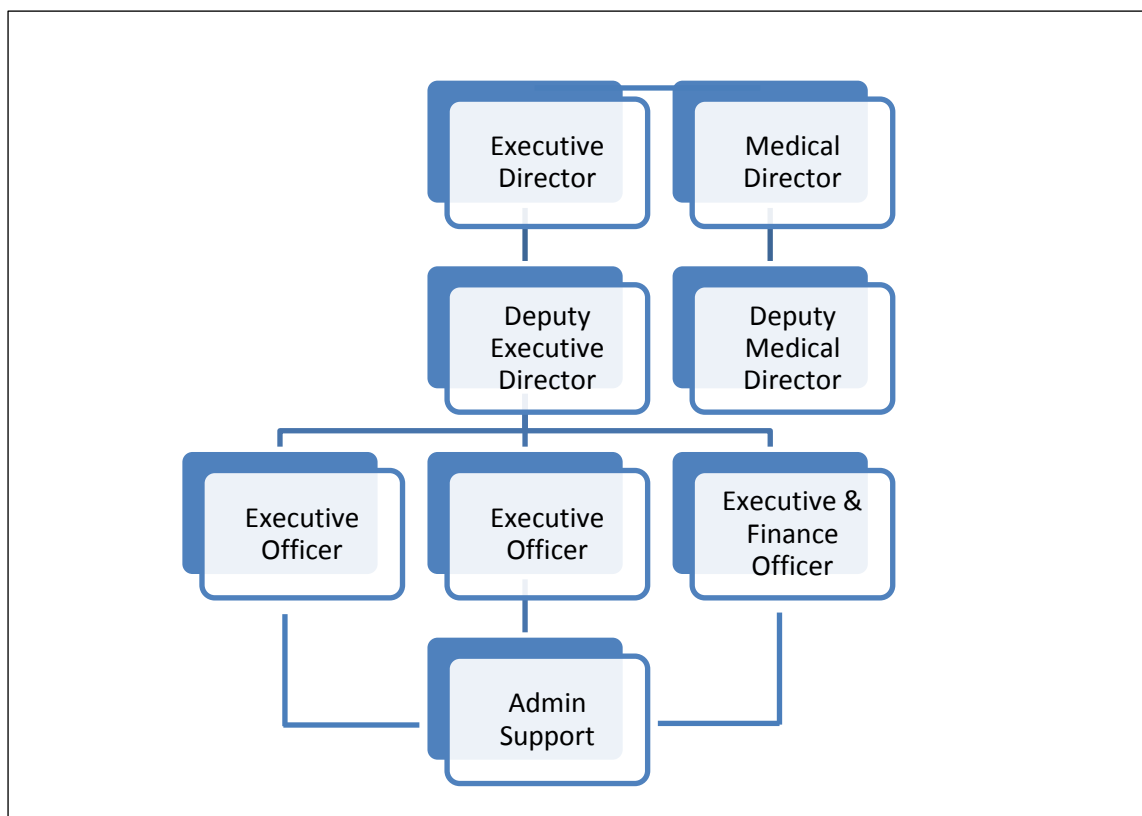 Executive
Director
Medical
Director
Deputy
Executive
Director
Deputy
Medical
Director
Executive
Officer
Executive
Officer
Executive &
Finance
Officer
Admin
Support